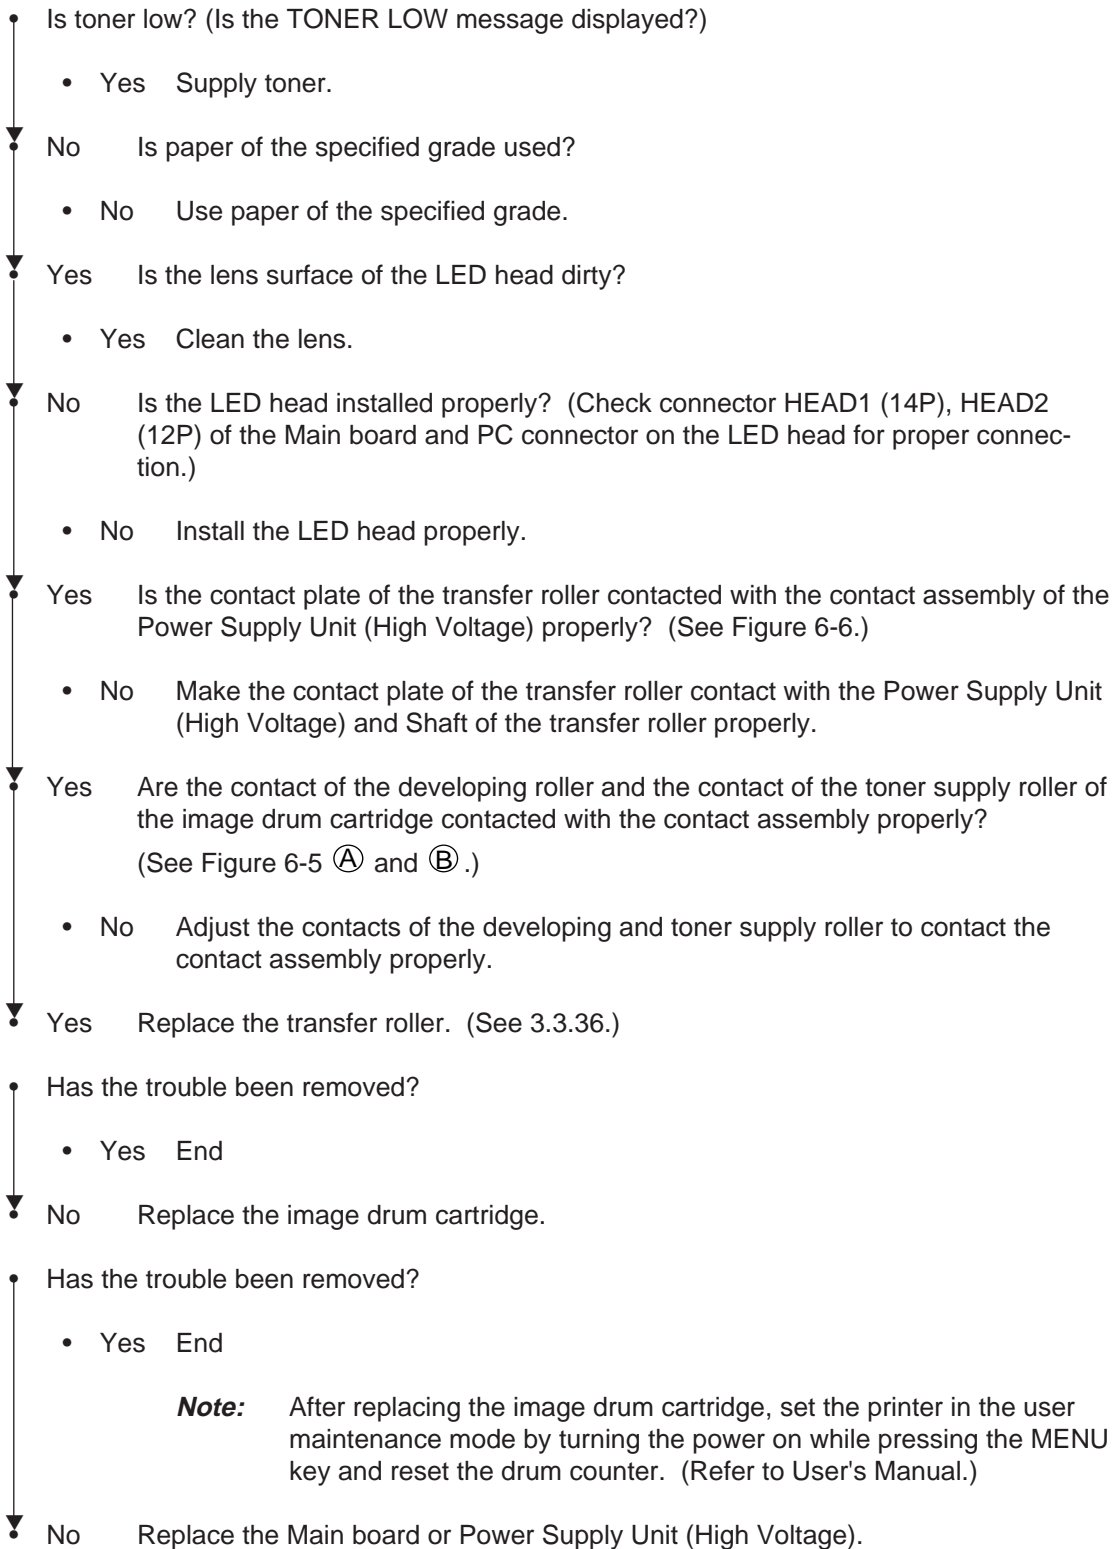 Is toner low? (Is the TONER LOW message displayed?)
• Yes Supply toner.
No Is paper of the specified grade used?
• No Use paper of the specified grade.
Yes Is the lens surface of the LED head dirty?
• Yes Clean the lens.
No Is the LED head installed properly? (Check connector HEAD1 (14P), HEAD2
(12P) of the Main board and PC connector on the LED head for proper connec-
tion.)
• No Install the LED head properly.
Yes Is the contact plate of the transfer roller contacted with the contact assembly of the
Power Supply Unit (High Voltage) properly? (See Figure 6-6.)
• No Make the contact plate of the transfer roller contact with the Power Supply Unit
(High Voltage) and Shaft of the transfer roller properly.
Yes Are the contact of the developing roller and the contact of the toner supply roller of
the image drum cartridge contacted with the contact assembly properly?
(See Figure 6-5 Ⓐ and Ⓑ.)
• No Adjust the contacts of the developing and toner supply roller to contact the
contact assembly properly.
Yes Replace the transfer roller. (See 3.3.36.)
Has the trouble been removed?
• Yes End
No Replace the image drum cartridge.
Has the trouble been removed?
• Yes End
Note: After replacing the image drum cartridge, set the printer in the user
maintenance mode by turning the power on while pressing the MENU
key and reset the drum counter. (Refer to User's Manual.)
No Replace the Main board or Power Supply Unit (High Voltage).